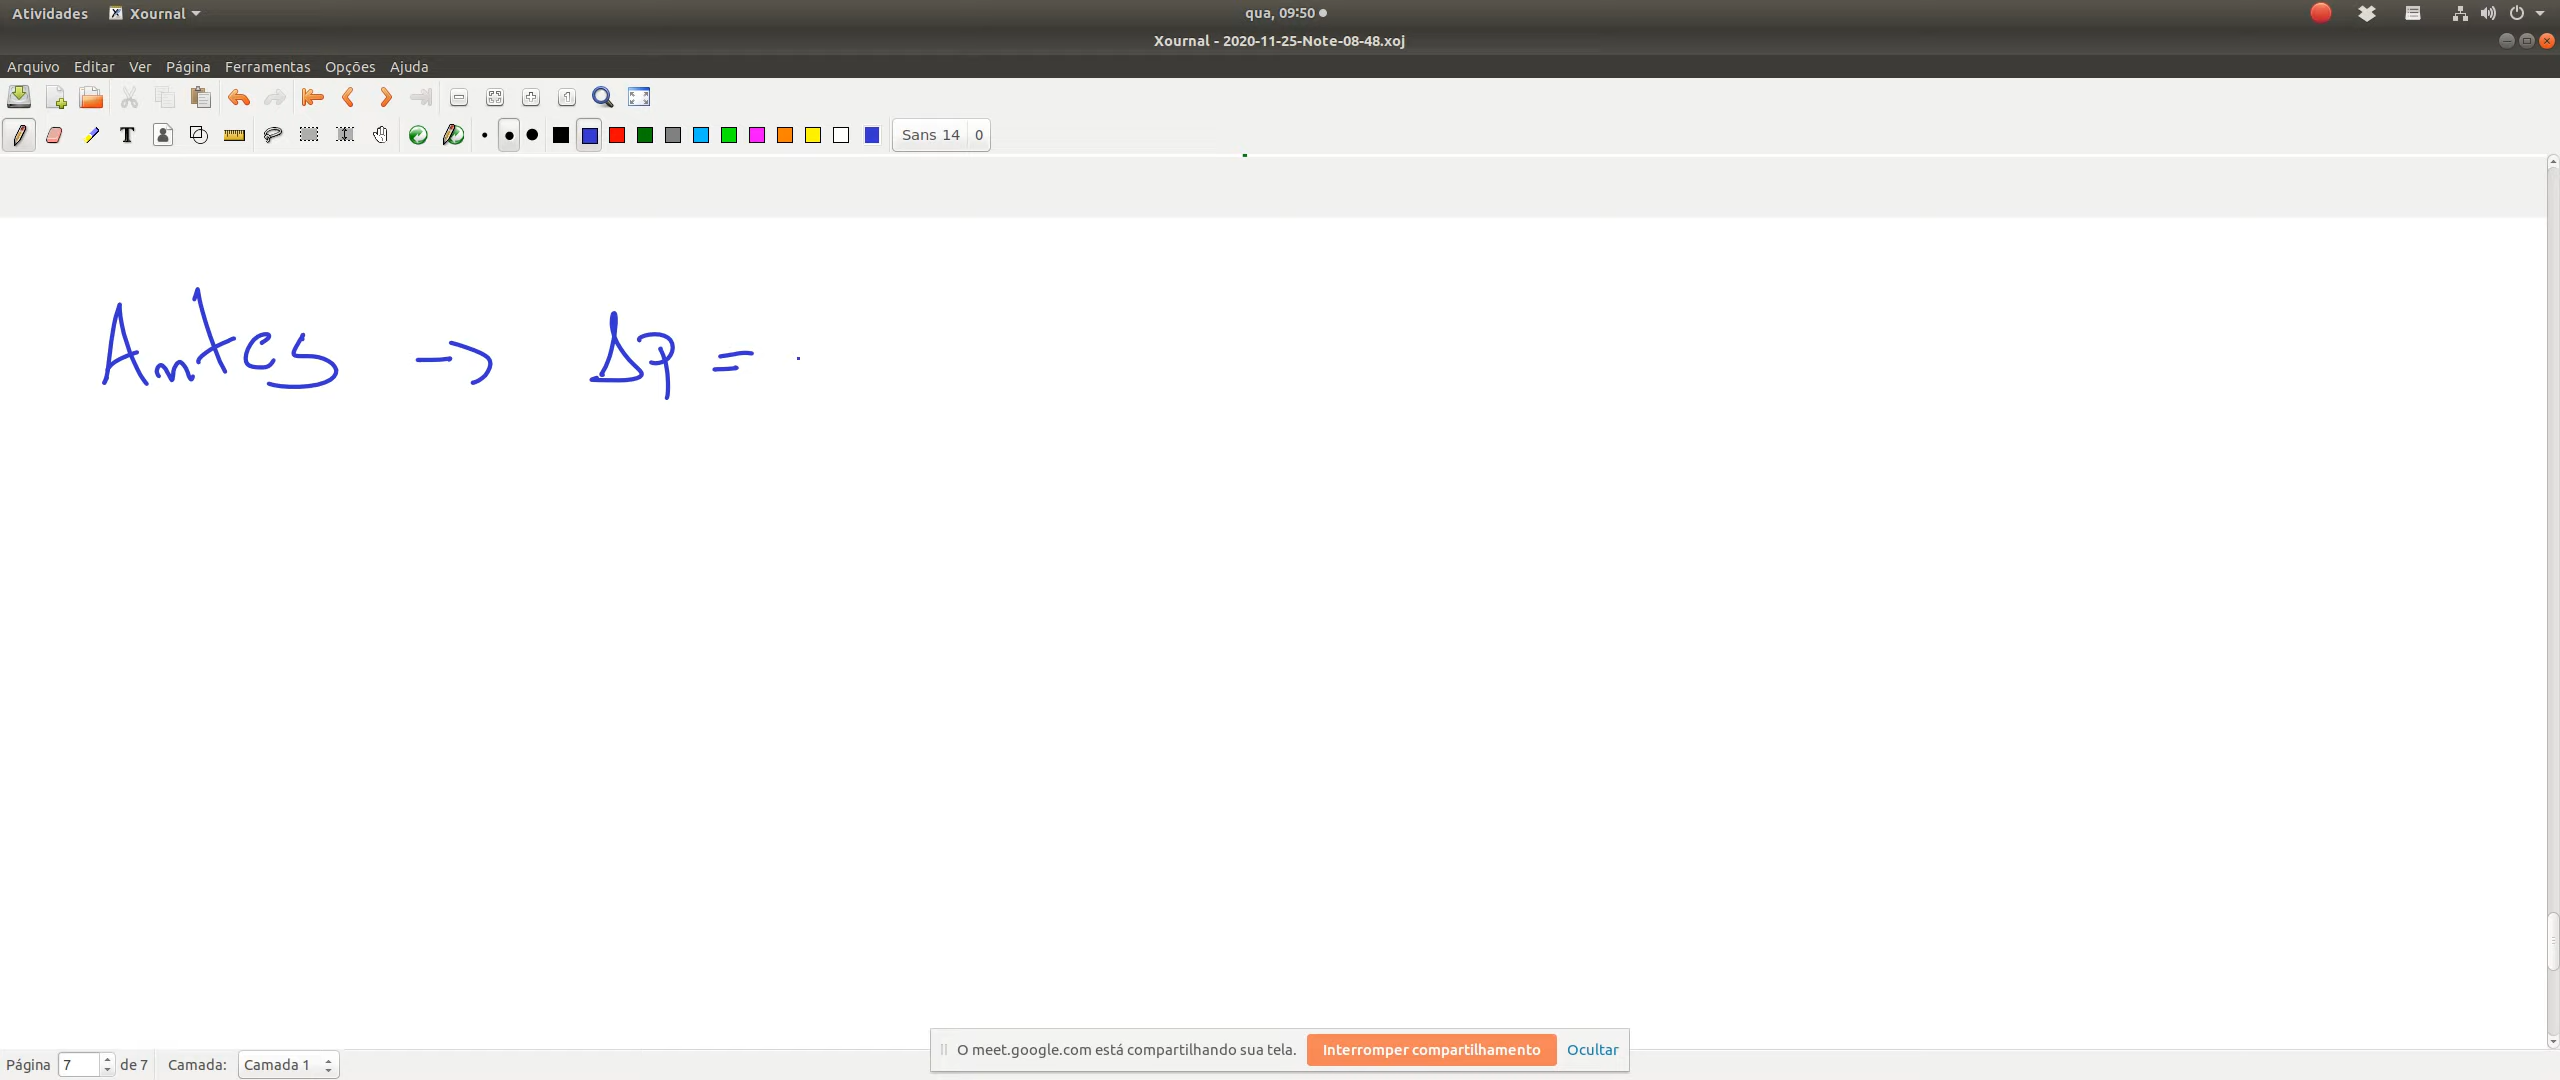 Atividades Xournal qua, 09:50
Xournal - 2020-11-25-Note-08-48.xoj
Arquivo Editar Ver Página Ferramentas Opções Ajuda
T Sans 14 0
Antes -> Δp =
O meet.google.com está compartilhando sua tela. Interromper compartilhamento Ocultar
Página 7 de 7 Camada: Camada 1